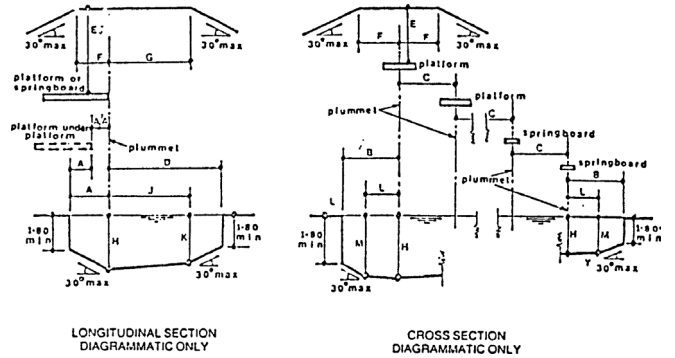 30°max
E
F
G
30°max
platform or
springboard
A/A
platform under
platform
plummet
A
D
A
J
1·80
min
H
K
1·80
min
30°max
30°max
LONGITUDINAL SECTION
DIAGRAMMATIC ONLY
30°max
F
E
F
30°max
platform
C
platform
plummet
C
springboard
C
B
springboard
plummet
B
L
L
L
1·80
min
M
H
H
M
1·80
min
30°max
Y
30°max
CROSS SECTION
DIAGRAMMATIC ONLY